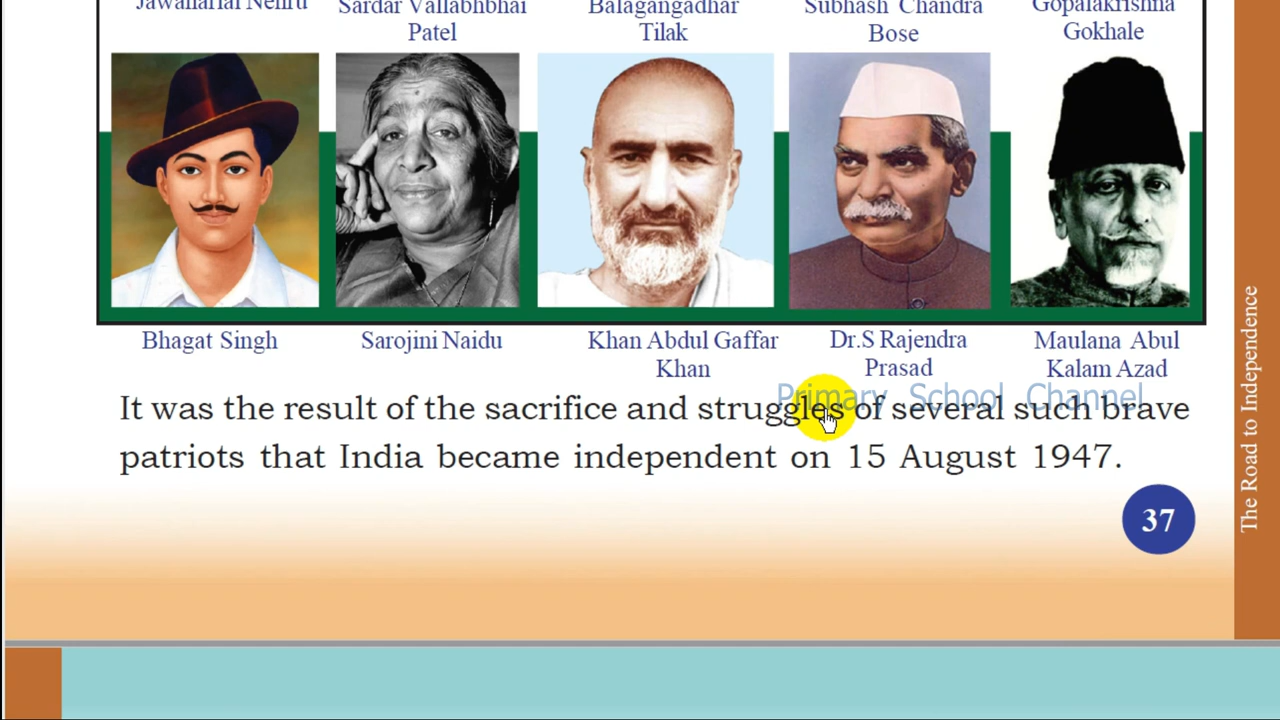 Jawaharlal Nehru
Sardar Vallabhbhai
Patel
Balagangadhar
Tilak
Subhash Chandra
Bose
Gopalakrishna
Gokhale
Bhagat Singh
Sarojini Naidu
Khan Abdul Gaffar
Khan
Dr.S Rajendra
Prasad
Maulana Abul
Kalam Azad
Primary School Channel
It was the result of the sacrifice and struggles of several such brave
patriots that India became independent on 15 August 1947.
37
The Road to Independence